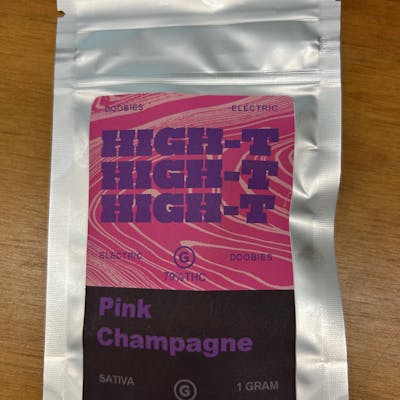 DOOBIES ELECTRIC
HIGH-T
HIGH-T
HIGH-T
ELECTRIC G DOOBIES
79%THC
Pink
Champagne
SATIVA G 1 GRAM